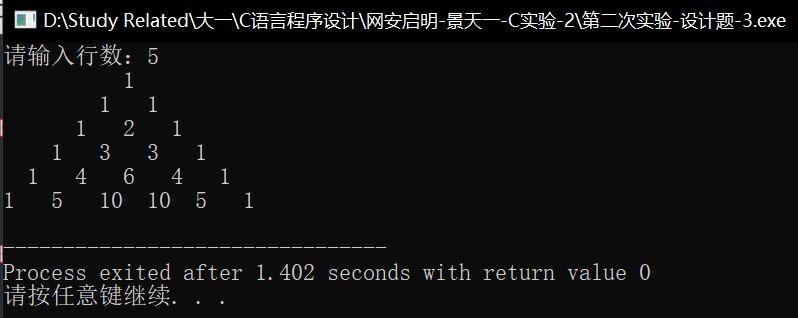 D:\Study Related\大一\C语言程序设计\网安启明-景天一-C实验-2\第二次实验-设计题-3.exe
请输入行数：5
1
1 1
1 2 1
1 3 3 1
1 4 6 4 1
1 5 10 10 5 1
--------------------------------
Process exited after 1.402 seconds with return value 0
请按任意键继续. . .